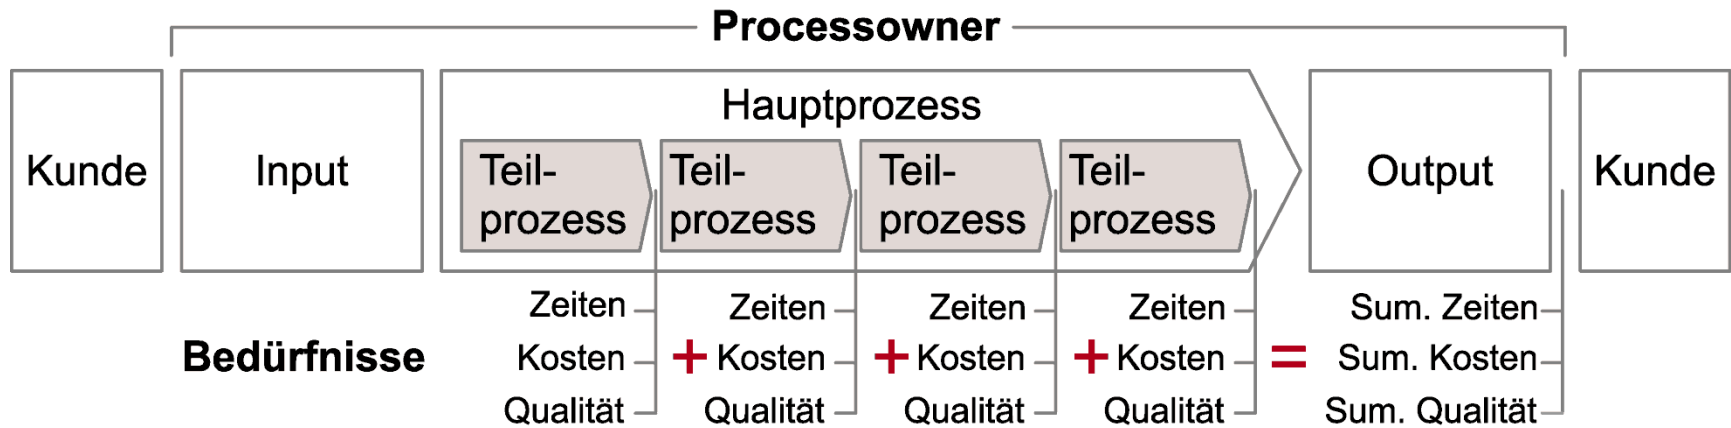 Processowner
Kunde
Input
Hauptprozess
Teil-
prozess
Teil-
prozess
Teil-
prozess
Teil-
prozess
Output
Kunde
Bedürfnisse
Zeiten
Kosten
Qualität
+
Zeiten
Kosten
Qualität
+
Zeiten
Kosten
Qualität
+
Zeiten
Kosten
Qualität
=
Sum. Zeiten
Sum. Kosten
Sum. Qualität